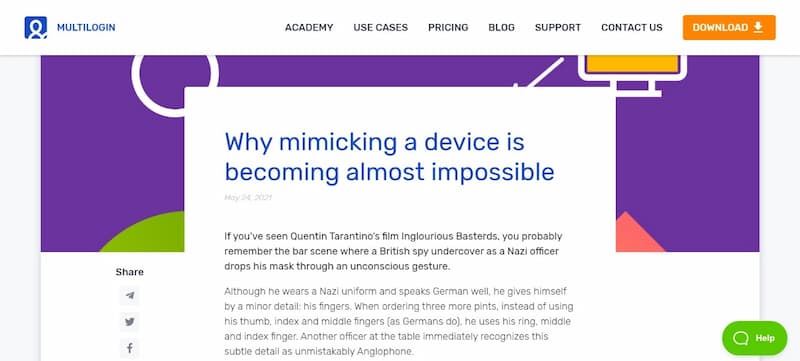 MULTILOGIN
ACADEMY USE CASES PRICING BLOG SUPPORT CONTACT US DOWNLOAD
Why mimicking a device is
becoming almost impossible
May 24, 2021
If you've seen Quentin Tarantino's film Inglourious Basterds, you probably
remember the bar scene where a British spy undercover as a Nazi officer
drops his mask through an unconscious gesture.
Although he wears a Nazi uniform and speaks German well, he gives himself
by a minor detail: his fingers. When ordering three more pints, instead of using
his thumb, index and middle fingers (as Germans do), he uses his ring, middle
and index finger. Another officer at the table immediately recognizes this
subtle detail as unmistakably Anglophone.
Share
Help